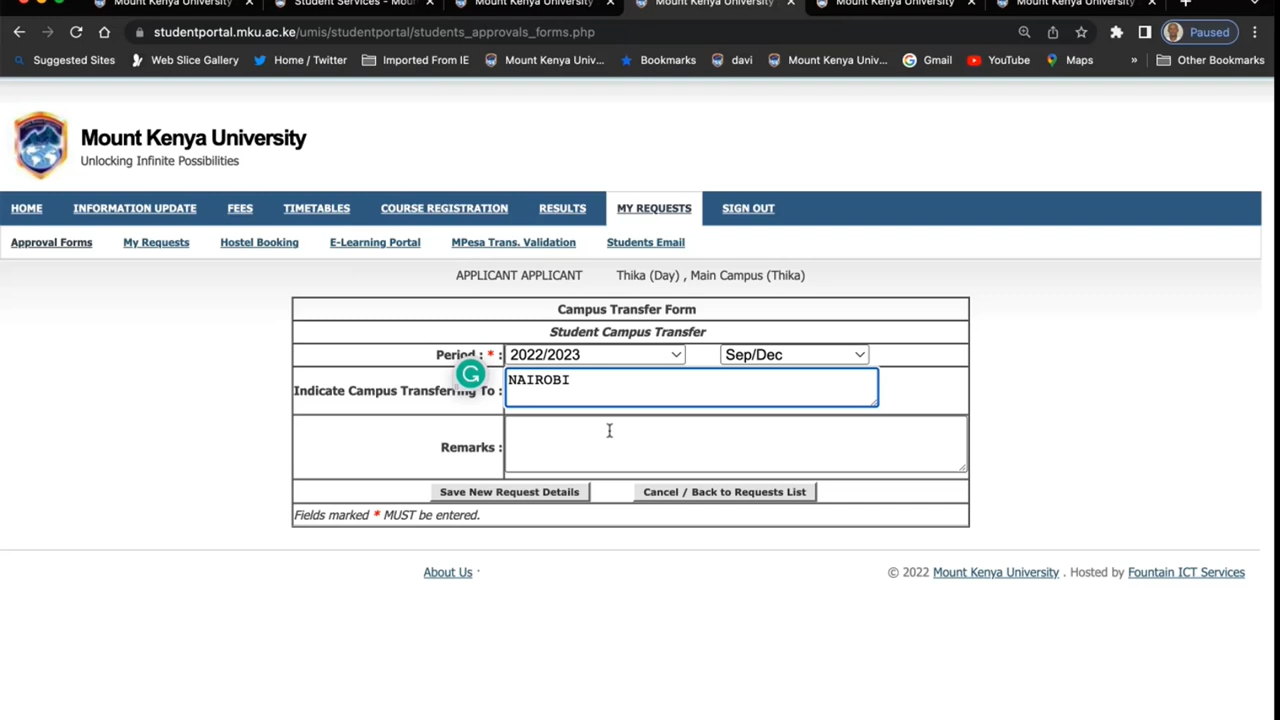 Mount Kenya University
Student Services - Moun
Mount Kenya University
Mount Kenya University
Mount Kenya University
Mount Kenya University
studentportal.mku.ac.ke/umis/studentportal/students_approvals_forms.php
Paused
Suggested Sites
Web Slice Gallery
Home / Twitter
Imported From IE
Mount Kenya Univ...
Bookmarks
davi
Mount Kenya Univ...
Gmail
YouTube
Maps
»
Other Bookmarks
Mount Kenya University
Unlocking Infinite Possibilities
HOME INFORMATION UPDATE FEES TIMETABLES COURSE REGISTRATION RESULTS MY REQUESTS SIGN OUT
Approval Forms My Requests Hostel Booking E-Learning Portal MPesa Trans. Validation Students Email
APPLICANT APPLICANT Thika (Day) , Main Campus (Thika)
Campus Transfer Form
Student Campus Transfer
Period : * : 2022/2023 Sep/Dec
Indicate Campus Transferring To : NAIROBI
Remarks :
Save New Request Details Cancel / Back to Requests List
Fields marked * MUST be entered.
About Us · © 2022 Mount Kenya University . Hosted by Fountain ICT Services